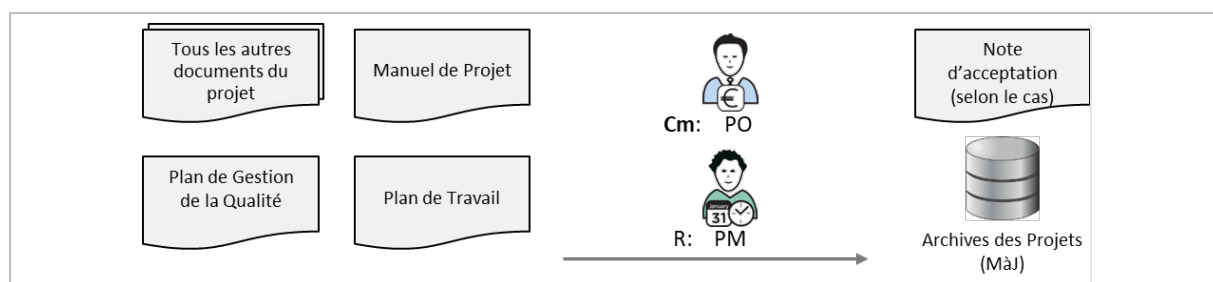 Tous les autres
documents du
projet
Manuel de Projet
Plan de Gestion
de la Qualité
Plan de Travail
Cm: PO
January
31
R: PM
Note
d'acceptation
(selon le cas)
Archives des Projets
(MàJ)